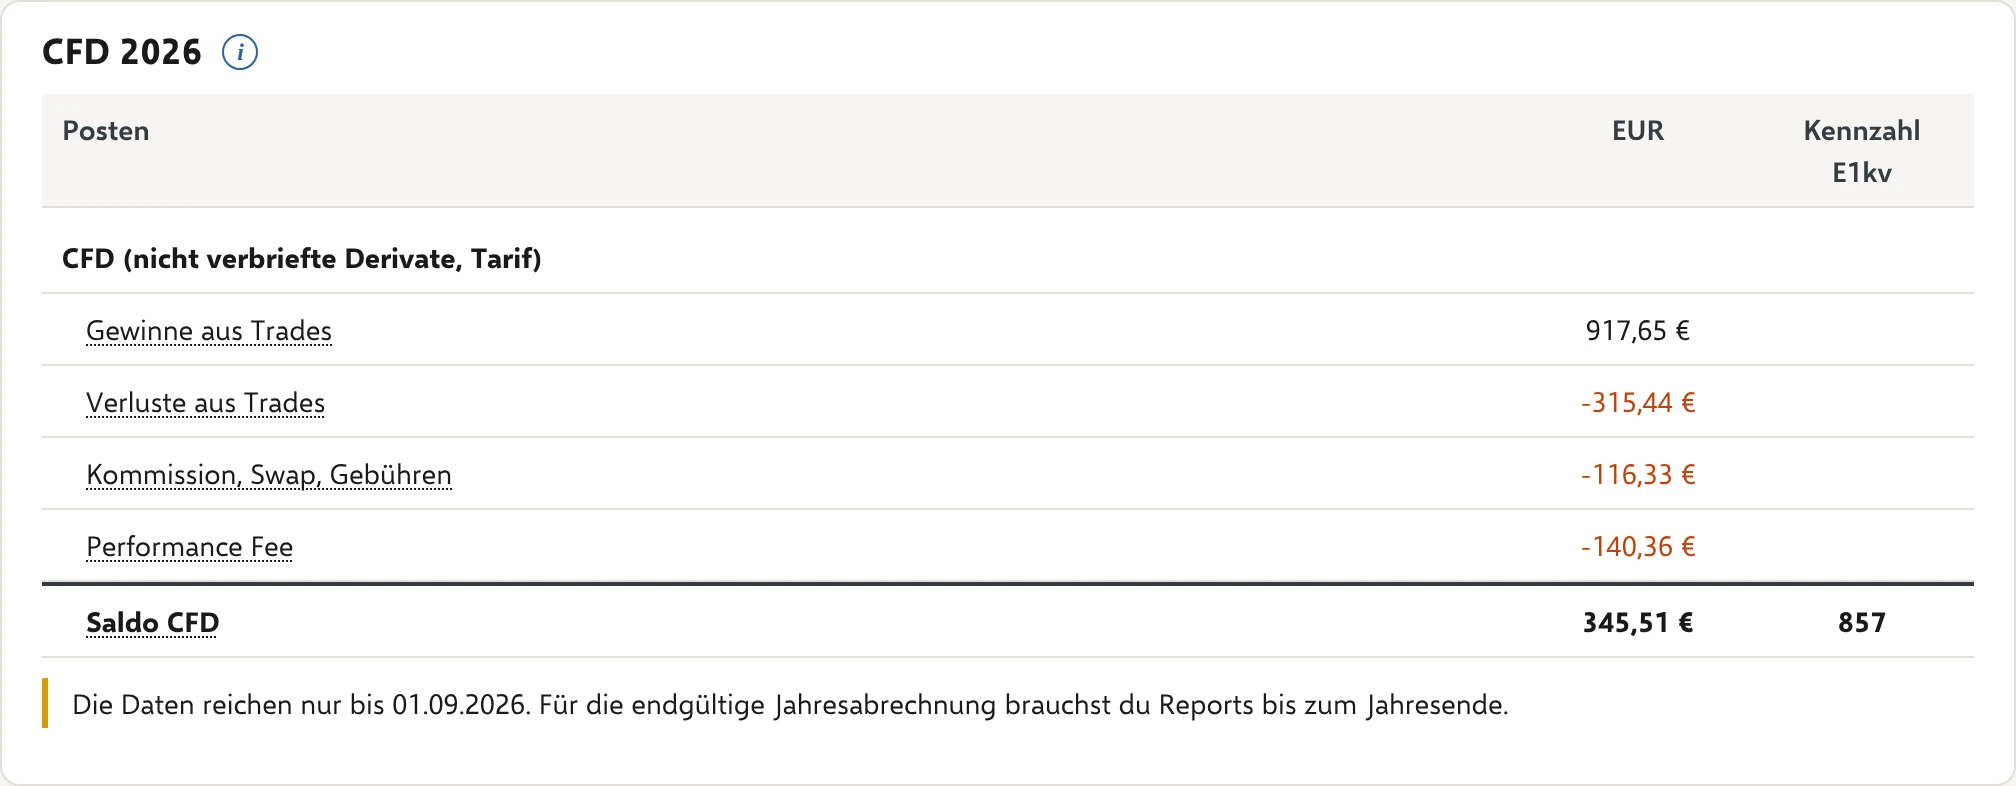 CFD 2026 i
Posten EUR Kennzahl
E1kv
CFD (nicht verbriefte Derivate, Tarif)
Gewinne aus Trades 917,65 €
Verluste aus Trades -315,44 €
Kommission, Swap, Gebühren -116,33 €
Performance Fee -140,36 €
Saldo CFD 345,51 € 857
Die Daten reichen nur bis 01.09.2026. Für die endgültige Jahresabrechnung brauchst du Reports bis zum Jahresende.